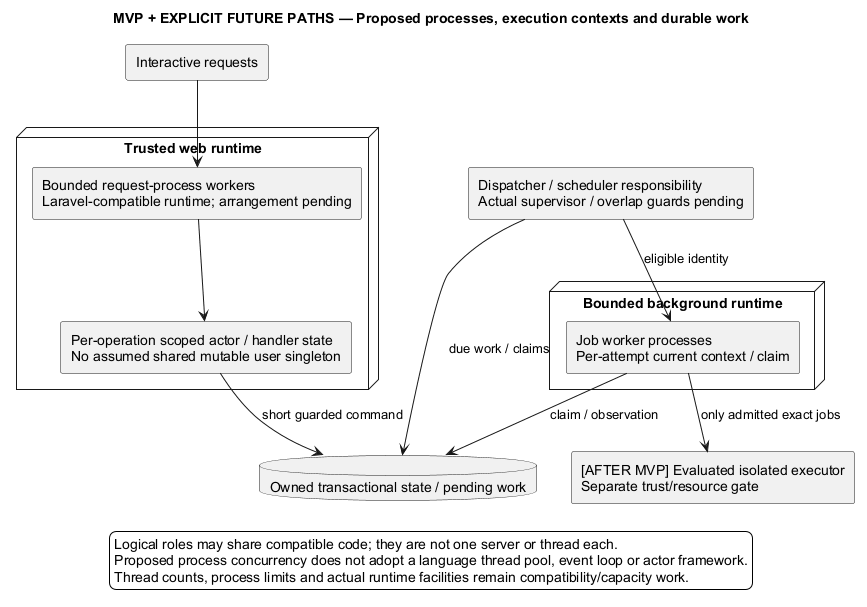 MVP + EXPLICIT FUTURE PATHS — Proposed processes, execution contexts and durable work
Interactive requests
Trusted web runtime
Bounded request-process workers
Laravel-compatible runtime; arrangement pending
Dispatcher / scheduler responsibility
Actual supervisor / overlap guards pending
eligible identity
Bounded background runtime
Per-operation scoped actor / handler state
No assumed shared mutable user singleton
Job worker processes
Per-attempt current context / claim
due work / claims
short guarded command
claim / observation
only admitted exact jobs
Owned transactional state / pending work
[AFTER MVP] Evaluated isolated executor
Separate trust/resource gate
Logical roles may share compatible code; they are not one server or thread each.
Proposed process concurrency does not adopt a language thread pool, event loop or actor framework.
Thread counts, process limits and actual runtime facilities remain compatibility/capacity work.